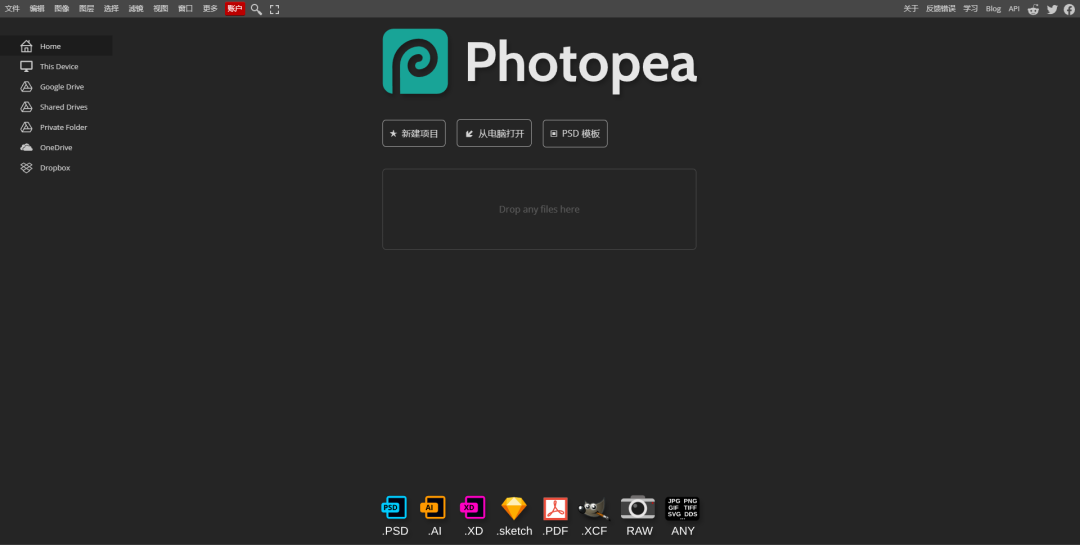 文件 编辑 图像 图层 选择 滤镜 视图 窗口 更多 账户 关于 反馈错误 学习 Blog API
Home
This Device
Google Drive
Shared Drives
Private Folder
OneDrive
Dropbox
Photopea
新建项目 从电脑打开 PSD 模板
Drop any files here
PSD AI XD JPG PNG
GIF TIFF
SVG DDS
...
.PSD .AI .XD .sketch .PDF .XCF RAW ANY